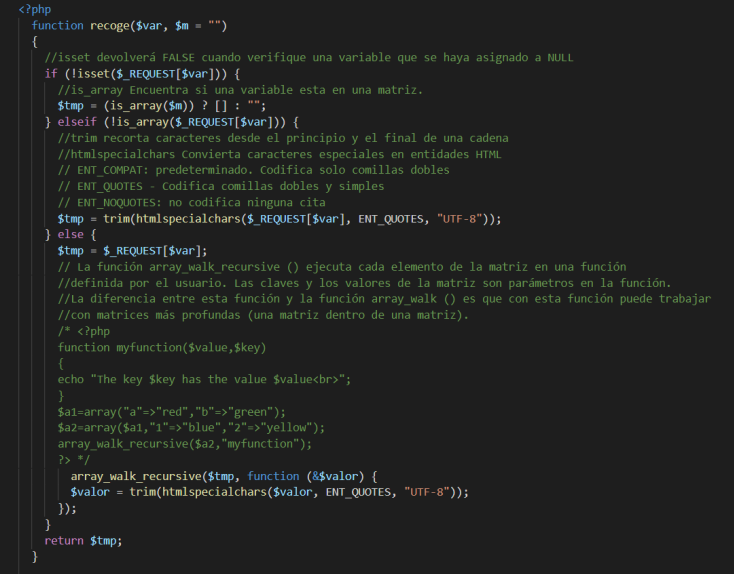 <?php
function recoge($var, $m = "")
{
//isset devolverá FALSE cuando verifique una variable que se haya asignado a NULL
if (!isset($_REQUEST[$var])) {
//is_array Encuentra si una variable esta en una matriz.
$tmp = (is_array($m)) ? [] : "";
} elseif (!is_array($_REQUEST[$var])) {
//trim recorta caracteres desde el principio y el final de una cadena
//htmlspecialchars Convierta caracteres especiales en entidades HTML
// ENT_COMPAT: predeterminado. Codifica solo comillas dobles
// ENT_QUOTES - Codifica comillas dobles y simples
// ENT_NOQUOTES: no codifica ninguna cita
$tmp = trim(htmlspecialchars($_REQUEST[$var], ENT_QUOTES, "UTF-8"));
} else {
$tmp = $_REQUEST[$var];
// La función array_walk_recursive () ejecuta cada elemento de la matriz en una función
//definida por el usuario. Las claves y los valores de la matriz son parámetros en la función.
//La diferencia entre esta función y la función array_walk () es que con esta función puede trabajar
//con matrices más profundas (una matriz dentro de una matriz).
/* <?php
function myfunction($value,$key)
{
echo "The key $key has the value $value<br>";
}
$a1=array("a"=>"red","b"=>"green");
$a2=array($a1,"1"=>"blue","2"=>"yellow");
array_walk_recursive($a2,"myfunction");
?> */
array_walk_recursive($tmp, function (&$valor) {
$valor = trim(htmlspecialchars($valor, ENT_QUOTES, "UTF-8"));
});
}
return $tmp;
}